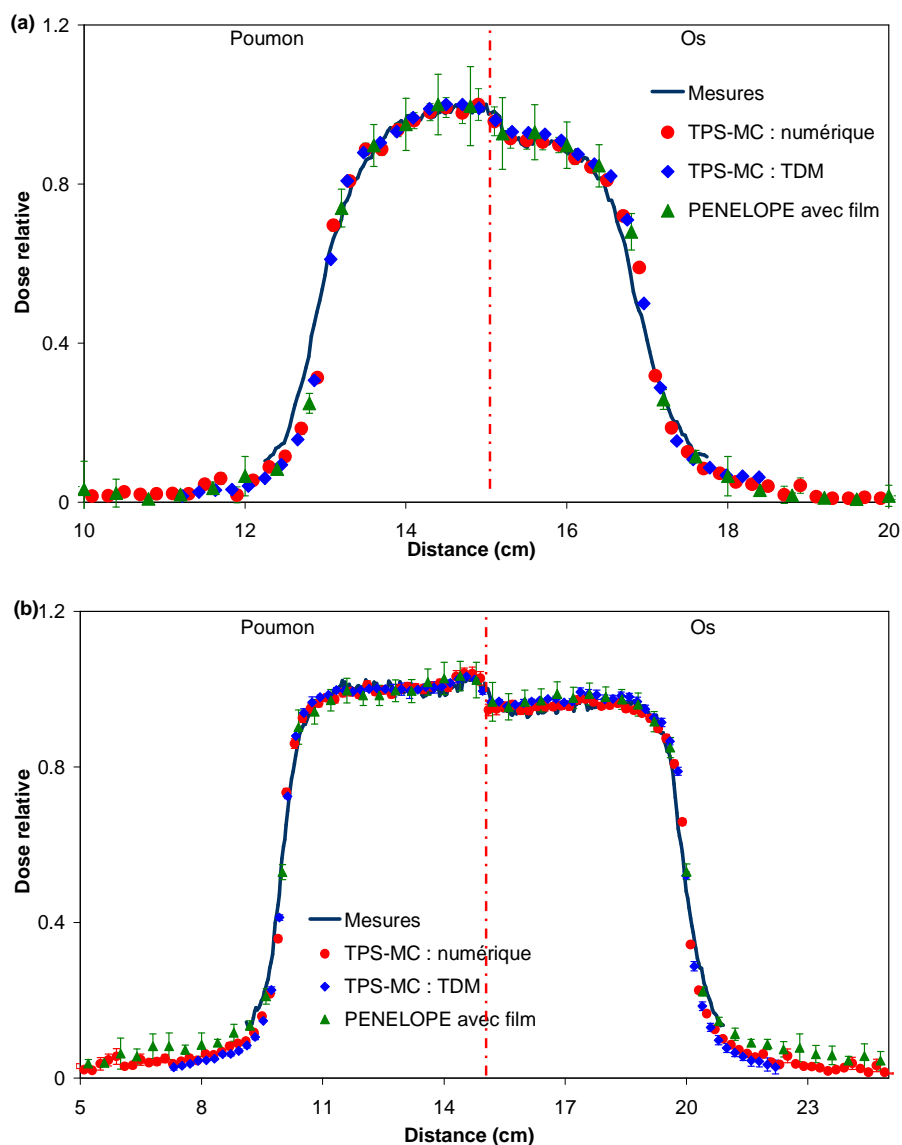 (a)
1.2
Poumon
Os
Mesures
TPS-MC : numérique
TPS-MC : TDM
PENELOPE avec film
0.8
Dose relative
0.4
0
10
12
14
16
18
20
Distance (cm)
(b)
1.2
Poumon
Os
0.8
Dose relative
0.4
Mesures
TPS-MC : numérique
TPS-MC : TDM
PENELOPE avec film
0
5
8
11
14
17
20
23
Distance (cm)